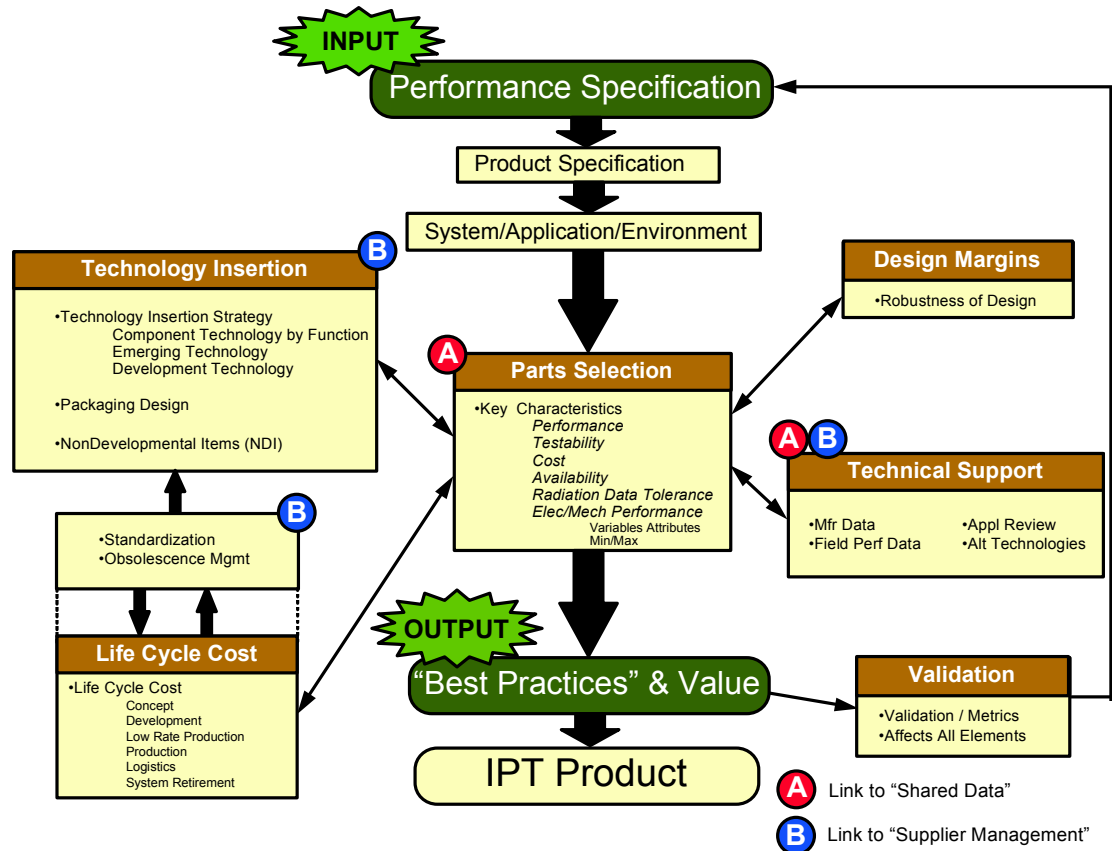 INPUT
Performance Specification
Product Specification
System/Application/Environment
B
Technology Insertion
•Technology Insertion Strategy
Component Technology by Function
Emerging Technology
Development Technology
•Packaging Design
•NonDevelopmental Items (NDI)
B
•Standardization
•Obsolescence Mgmt
Life Cycle Cost
•Life Cycle Cost
Concept
Development
Low Rate Production
Production
Logistics
System Retirement
A
Parts Selection
•Key Characteristics
Performance
Testability
Cost
Availability
Radiation Data Tolerance
Elec/Mech Performance
Variables Attributes
Min/Max
Design Margins
•Robustness of Design
A B
Technical Support
•Mfr Data
•Field Perf Data
•Appl Review
•Alt Technologies
OUTPUT
“Best Practices” & Value
IPT Product
Validation
•Validation / Metrics
•Affects All Elements
A Link to “Shared Data”
B Link to “Supplier Management”